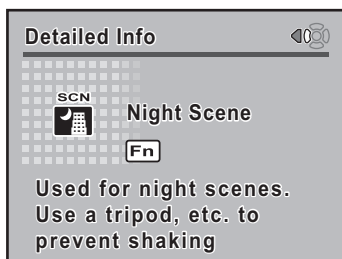 Detailed Info
SCN
Night Scene
Fn
Used for night scenes.
Use a tripod, etc. to
prevent shaking